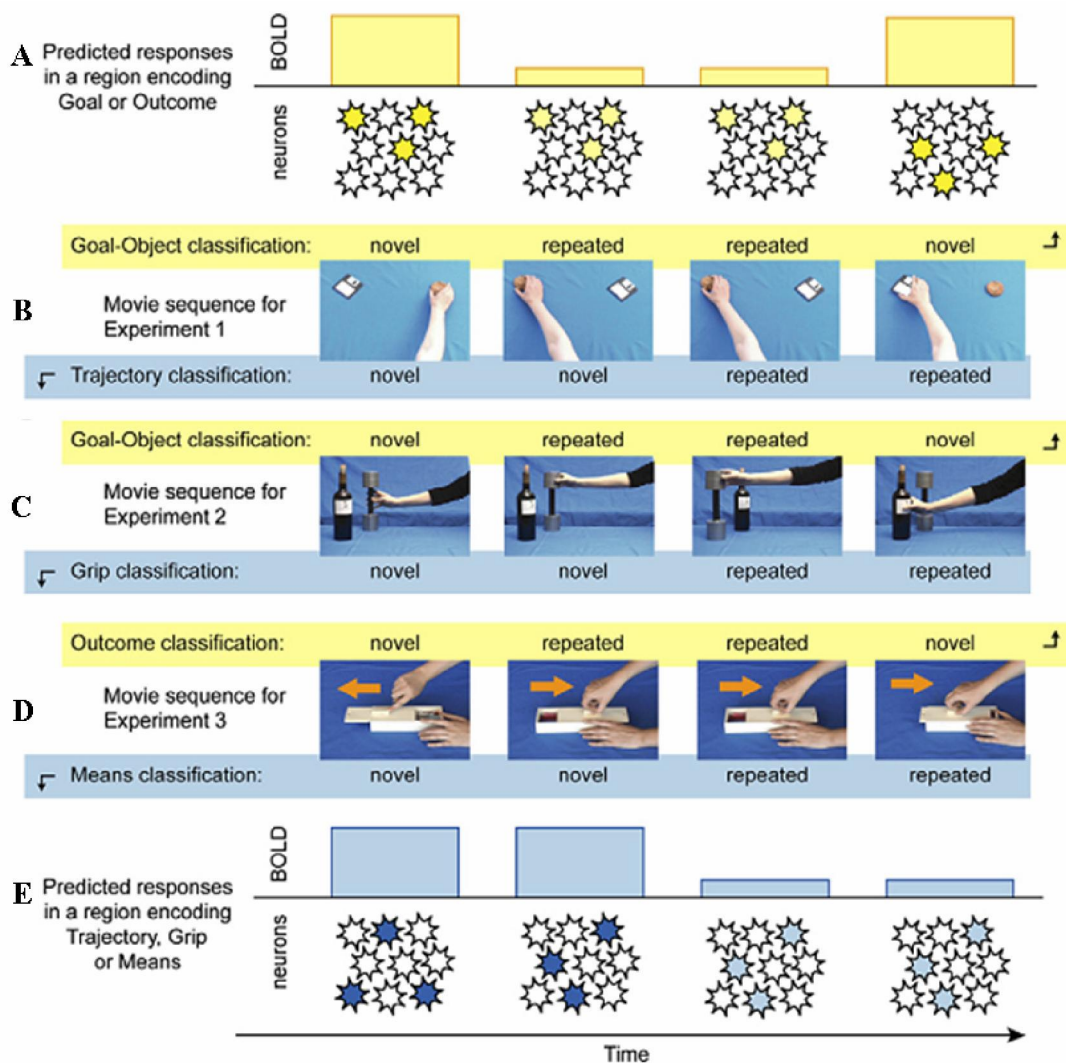 A
Predicted responses
in a region encoding
Goal or Outcome
BOLD
neurons
Goal-Object classification: novel repeated repeated novel
B
Movie sequence for
Experiment 1
Trajectory classification: novel novel repeated repeated
Goal-Object classification: novel repeated repeated novel
C
Movie sequence for
Experiment 2
Grip classification: novel novel repeated repeated
Outcome classification: novel repeated repeated novel
D
Movie sequence for
Experiment 3
Means classification: novel novel repeated repeated
E
Predicted responses
in a region encoding
Trajectory, Grip
or Means
BOLD
neurons
Time